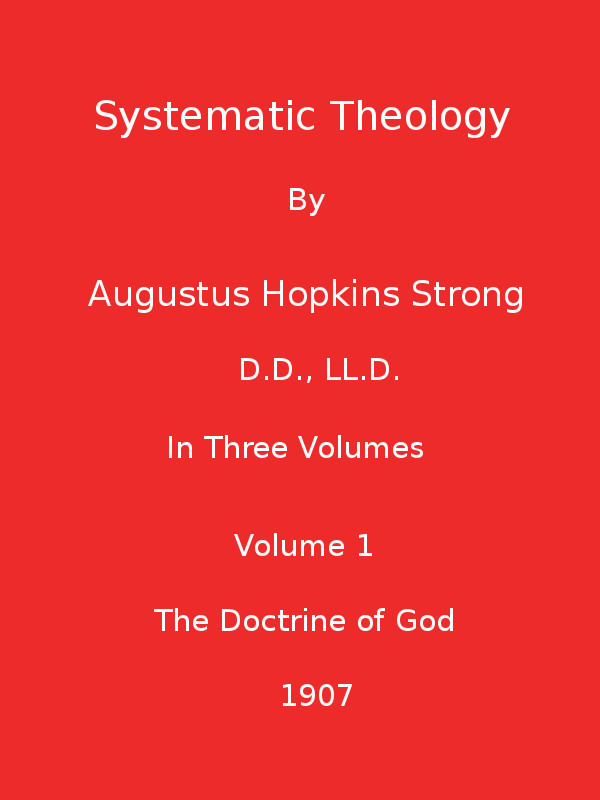 Systematic Theology
By
Augustus Hopkins Strong
D.D., LL.D.
In Three Volumes
Volume 1
The Doctrine of God
1907